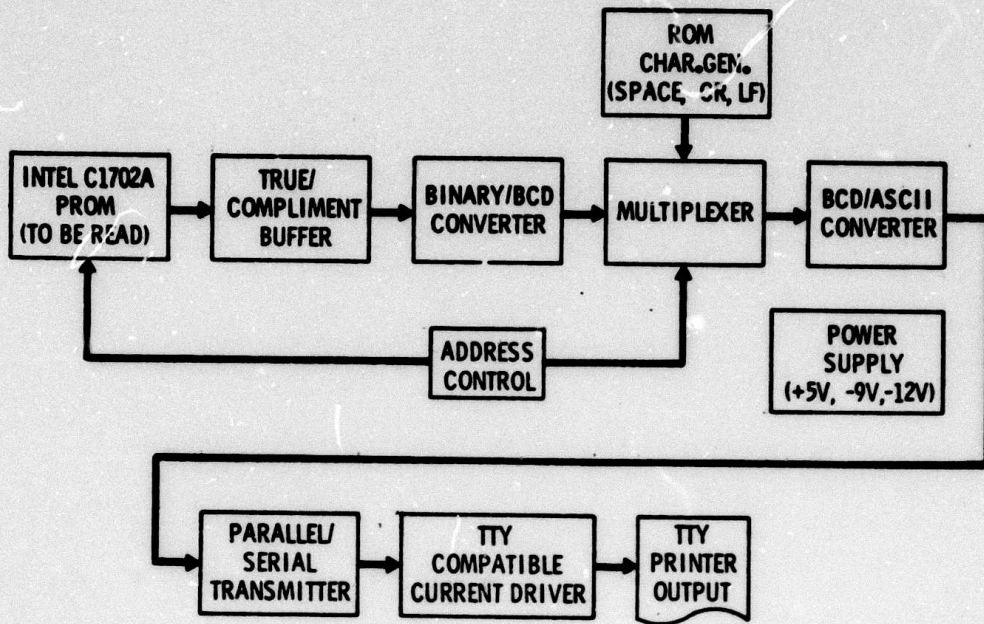 ROM
CHAR.GEN.
(SPACE, CR, LF)
INTEL C1702A
PROM
(TO BE READ)
TRUE/
COMPLIMENT
BUFFER
BINARY/BCD
CONVERTER
MULTIPLEXER
BCD/ASCII
CONVERTER
ADDRESS
CONTROL
POWER
SUPPLY
(+5V, -9V,-12V)
PARALLEL/
SERIAL
TRANSMITTER
TTY
COMPATIBLE
CURRENT DRIVER
TTY
PRINTER
OUTPUT